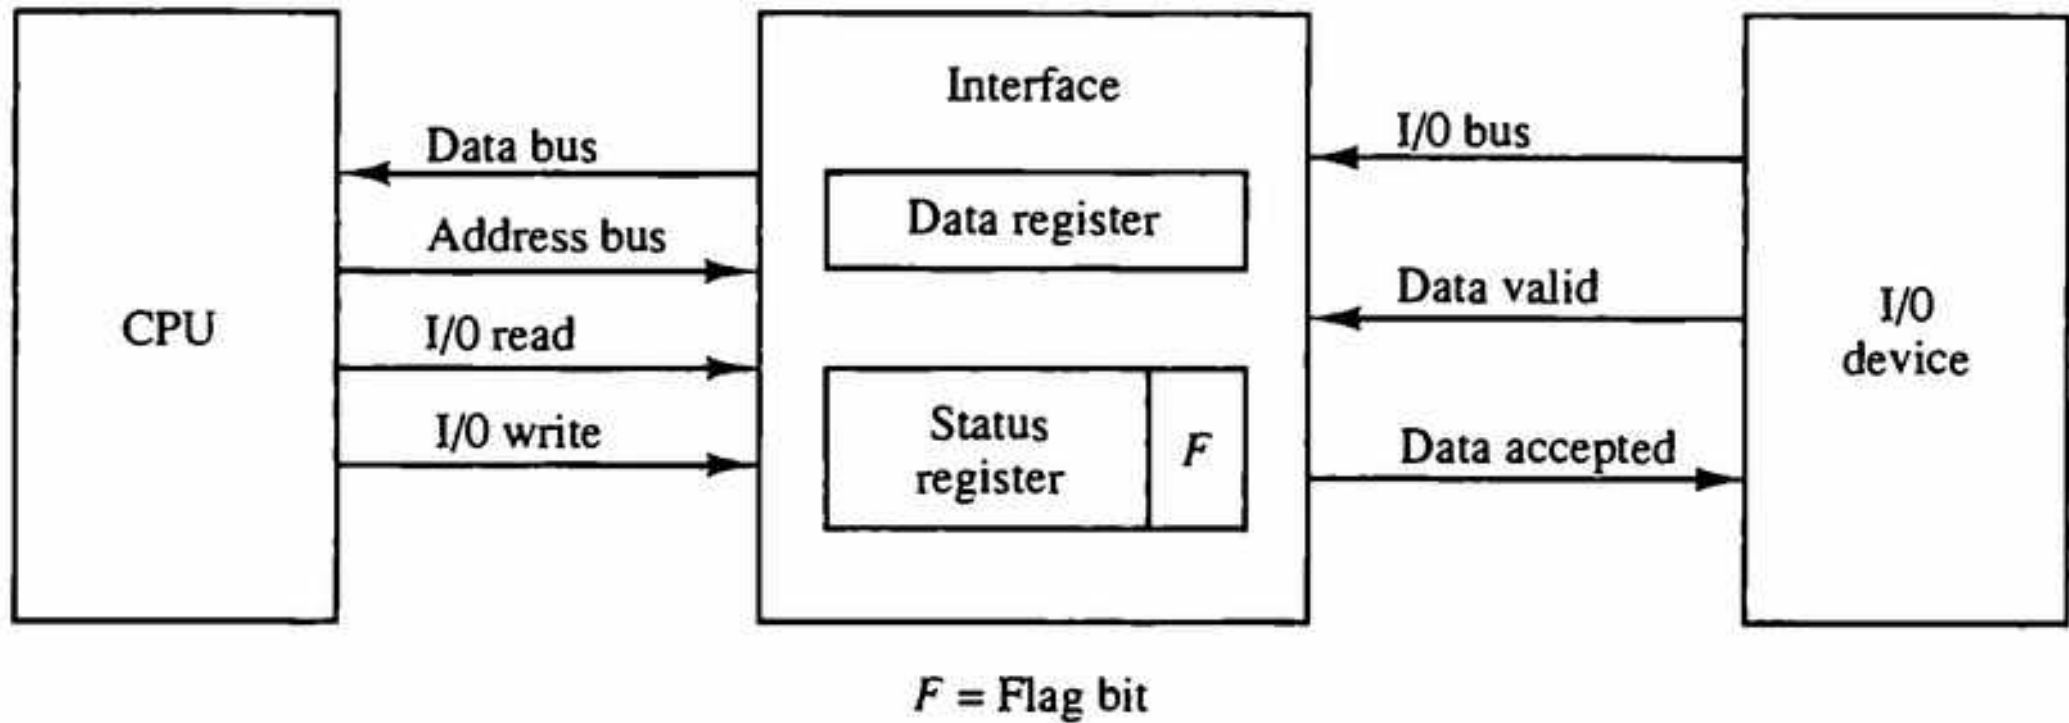 CPU
Data bus
Address bus
I/0 read
I/0 write
Interface
Data register
Status
register
F
I/0 bus
Data valid
Data accepted
I/0
device
F = Flag bit